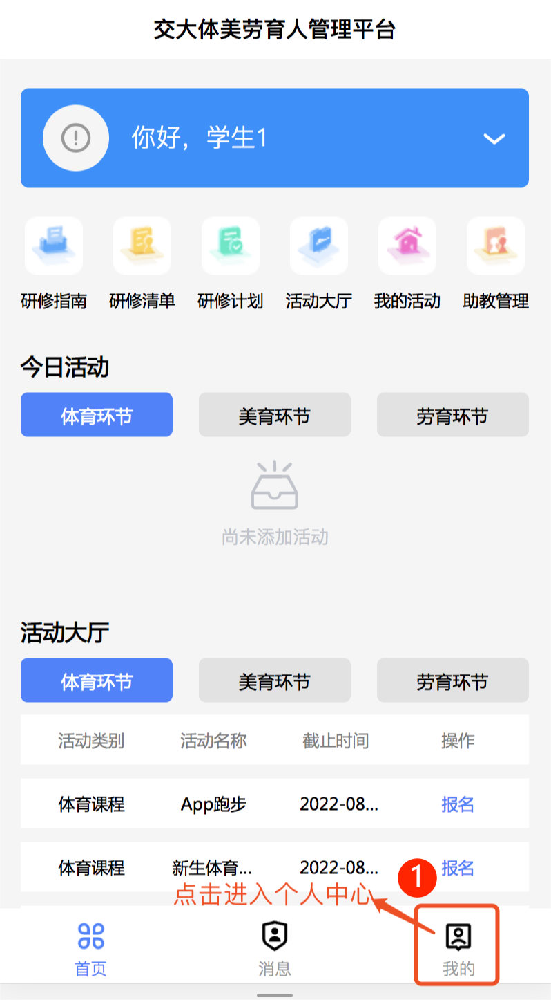 交大体美劳育人管理平台
你好，学生1
研修指南 研修清单 研修计划 活动大厅 我的活动 助教管理
今日活动
体育环节 美育环节 劳育环节
尚未添加活动
活动大厅
体育环节 美育环节 劳育环节
活动类别 活动名称 截止时间 操作
体育课程 App跑步 2022-08... 报名
体育课程 新生体育... 2022-08... 报名
1
点击进入个人中心
首页 消息 我的